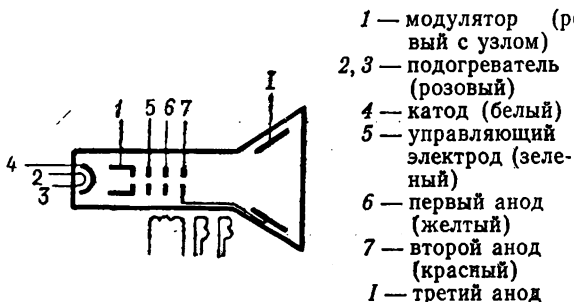 1 — модулятор
вый с узлом)
2, 3 — подогреватель
(розовый)
4 — катод (белый)
5 — управляющий
электрод (зеле-
ный)
6 — первый анод
(желтый)
7 — второй анод
(красный)
I — третий анод
1 5 6 7 I
4
2
3